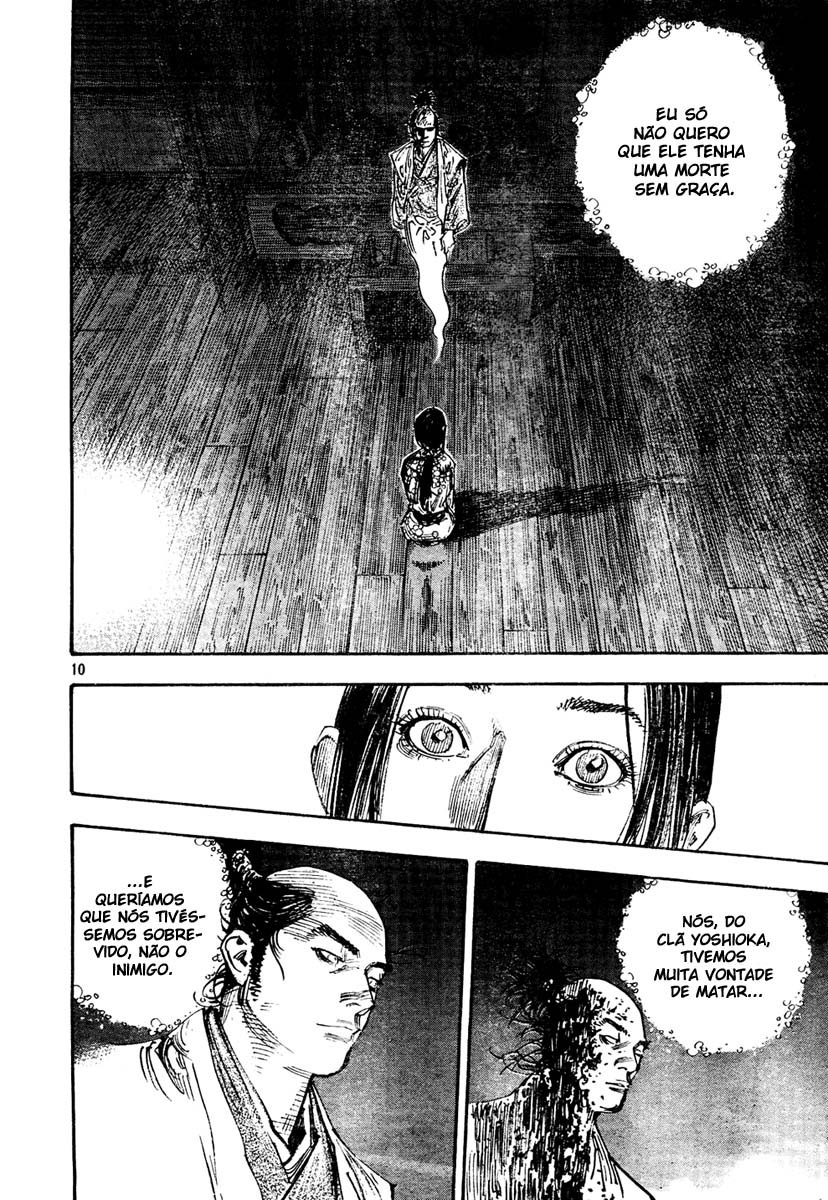 EU SÓ
NÃO QUERO
QUE ELE TENHA
UMA MORTE
SEM GRAÇA.
10
NÓS, DO
CLÃ YOSHIOKA,
TIVEMOS
MUITA VONTADE
DE MATAR...
...E
QUERÍAMOS
QUE NÓS TIVÉS-
SEMOS SOBRE-
VIDO, NÃO O
INIMIGO.